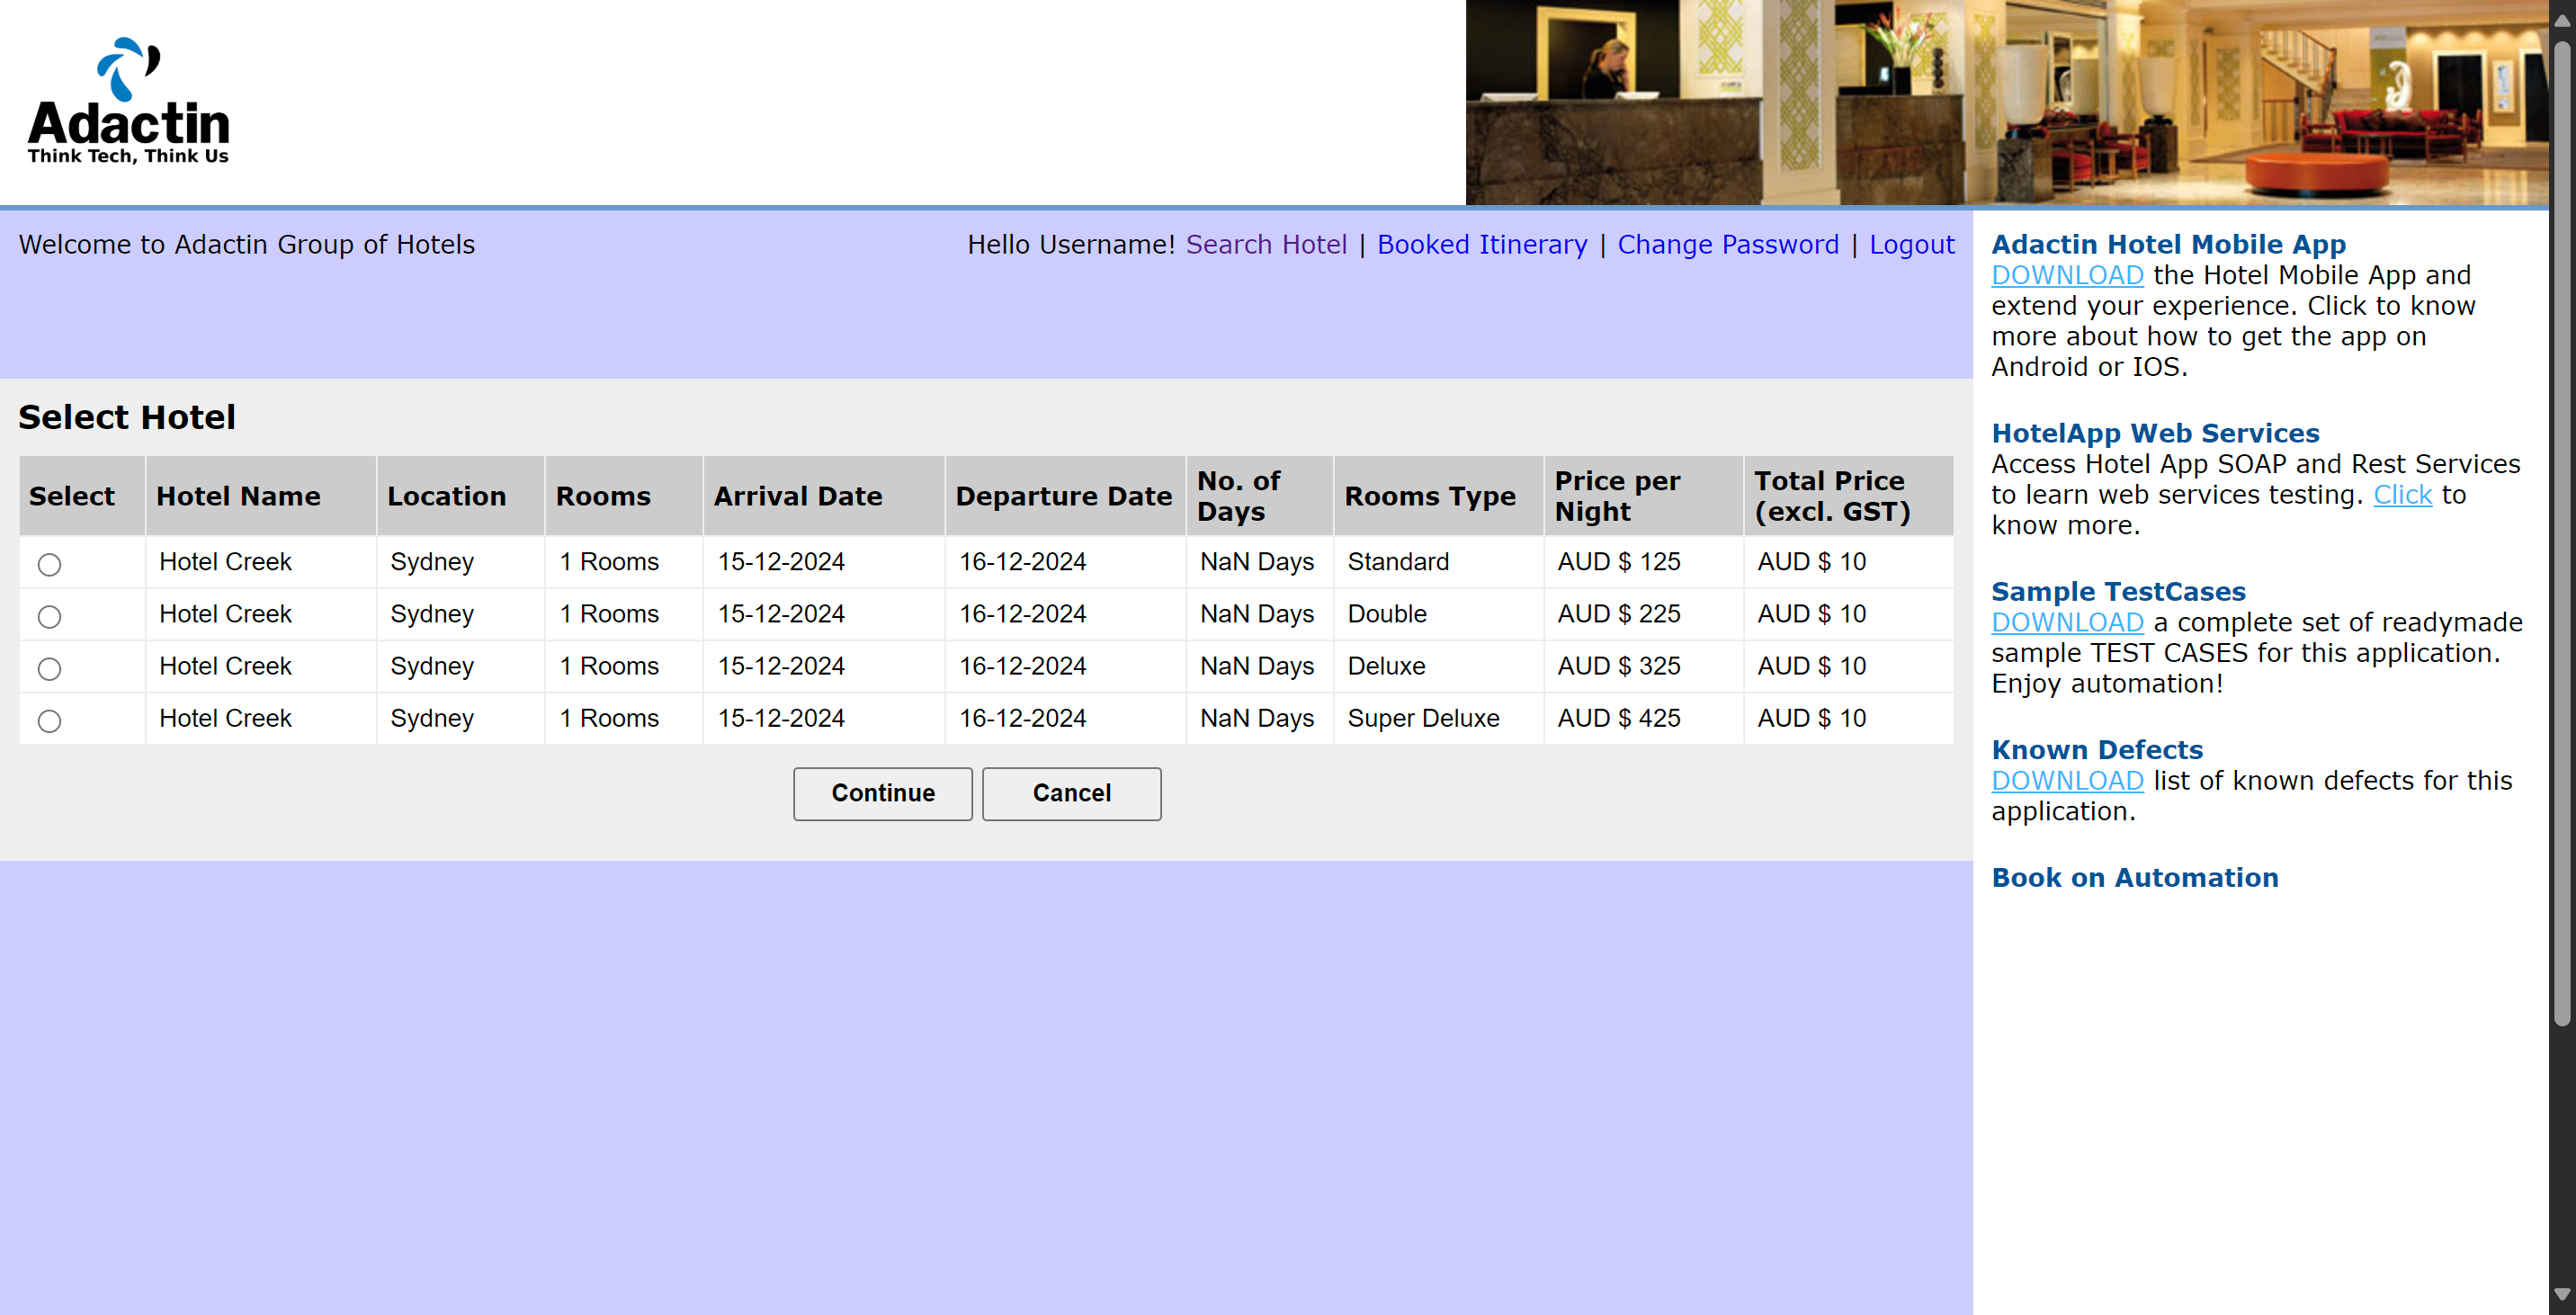 Adactin
Think Tech, Think Us
Welcome to Adactin Group of Hotels
Hello Username! Search Hotel | Booked Itinerary | Change Password | Logout
Select Hotel
Select Hotel Name Location Rooms Arrival Date Departure Date No. of Days Rooms Type Price per Night Total Price (excl. GST)
Hotel Creek Sydney 1 Rooms 15-12-2024 16-12-2024 NaN Days Standard AUD $ 125 AUD $ 10
Hotel Creek Sydney 1 Rooms 15-12-2024 16-12-2024 NaN Days Double AUD $ 225 AUD $ 10
Hotel Creek Sydney 1 Rooms 15-12-2024 16-12-2024 NaN Days Deluxe AUD $ 325 AUD $ 10
Hotel Creek Sydney 1 Rooms 15-12-2024 16-12-2024 NaN Days Super Deluxe AUD $ 425 AUD $ 10
Continue Cancel
Adactin Hotel Mobile App
DOWNLOAD the Hotel Mobile App and
extend your experience. Click to know
more about how to get the app on
Android or IOS.
HotelApp Web Services
Access Hotel App SOAP and Rest Services
to learn web services testing. Click to
know more.
Sample TestCases
DOWNLOAD a complete set of readymade
sample TEST CASES for this application.
Enjoy automation!
Known Defects
DOWNLOAD list of known defects for this
application.
Book on Automation